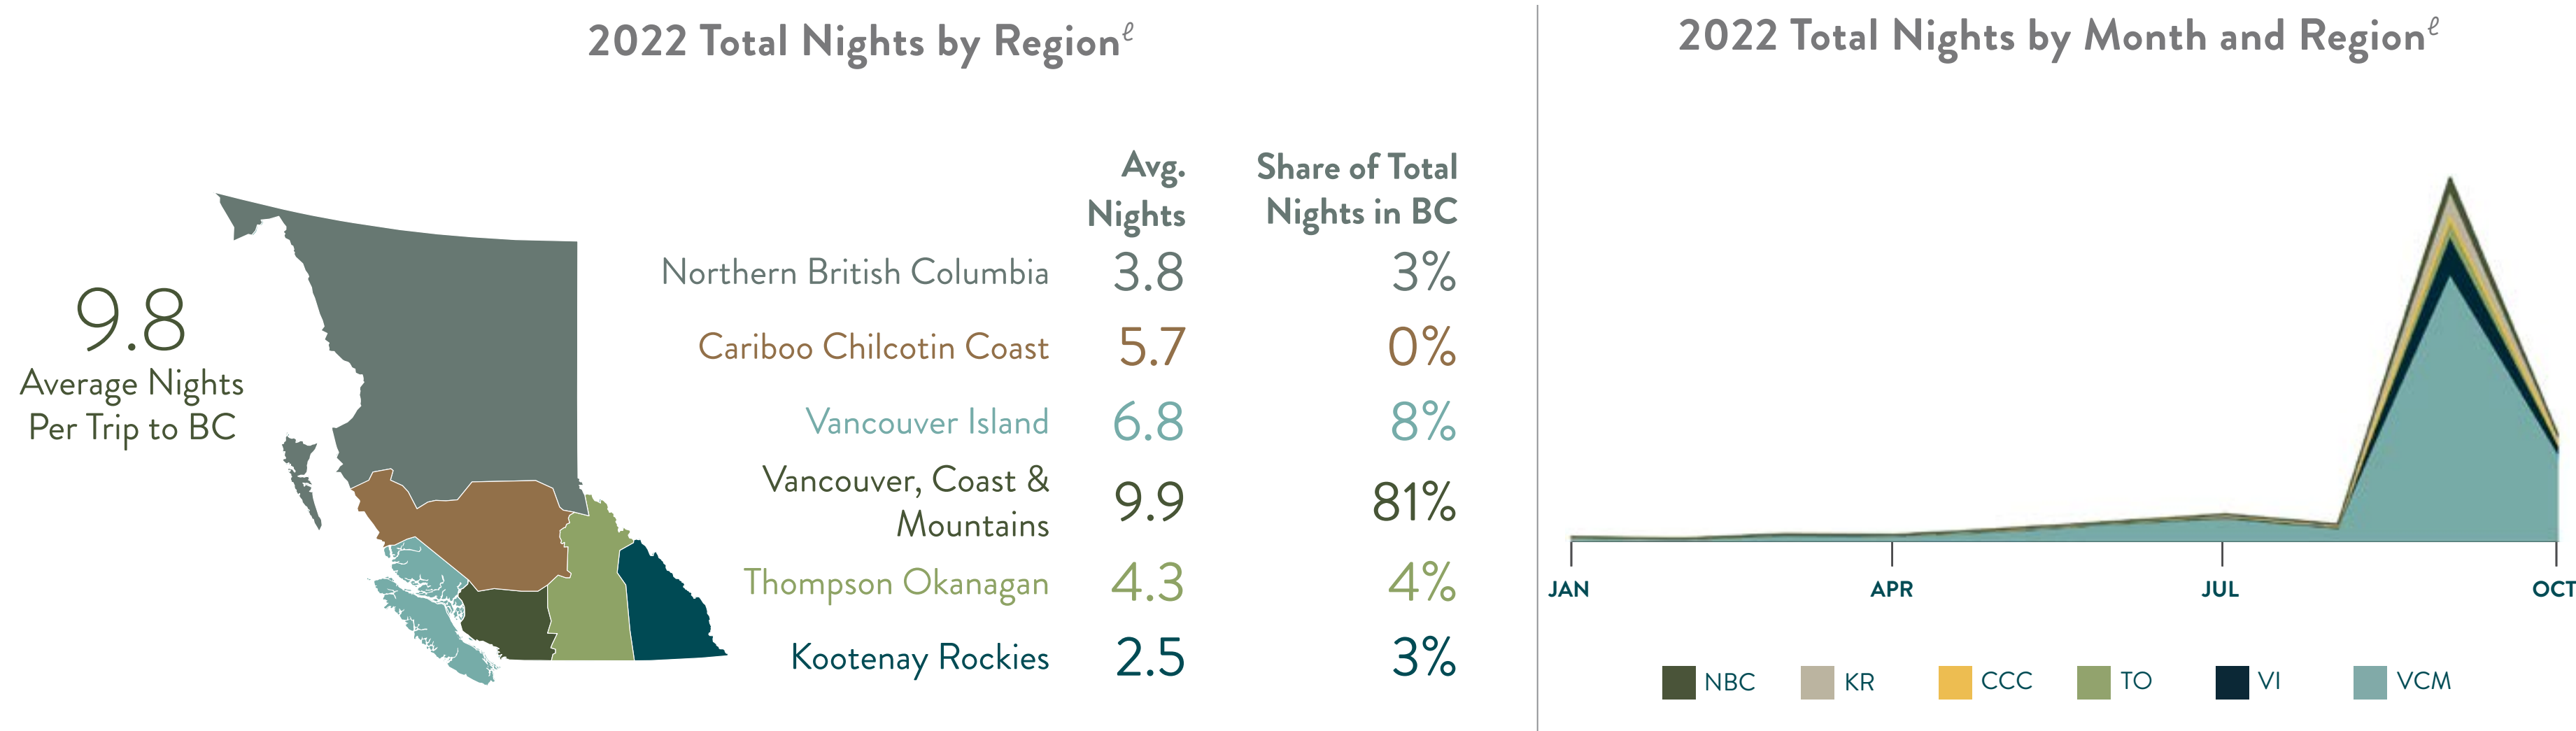 2022 Total Nights by Regionℓ
9.8
Average Nights
Per Trip to BC
Avg.
Nights
Share of Total
Nights in BC
Northern British Columbia 3.8 3%
Cariboo Chilcotin Coast 5.7 0%
Vancouver Island 6.8 8%
Vancouver, Coast &
Mountains 9.9 81%
Thompson Okanagan 4.3 4%
Kootenay Rockies 2.5 3%
2022 Total Nights by Month and Regionℓ
JAN APR JUL OCT
NBC KR CCC TO VI VCM